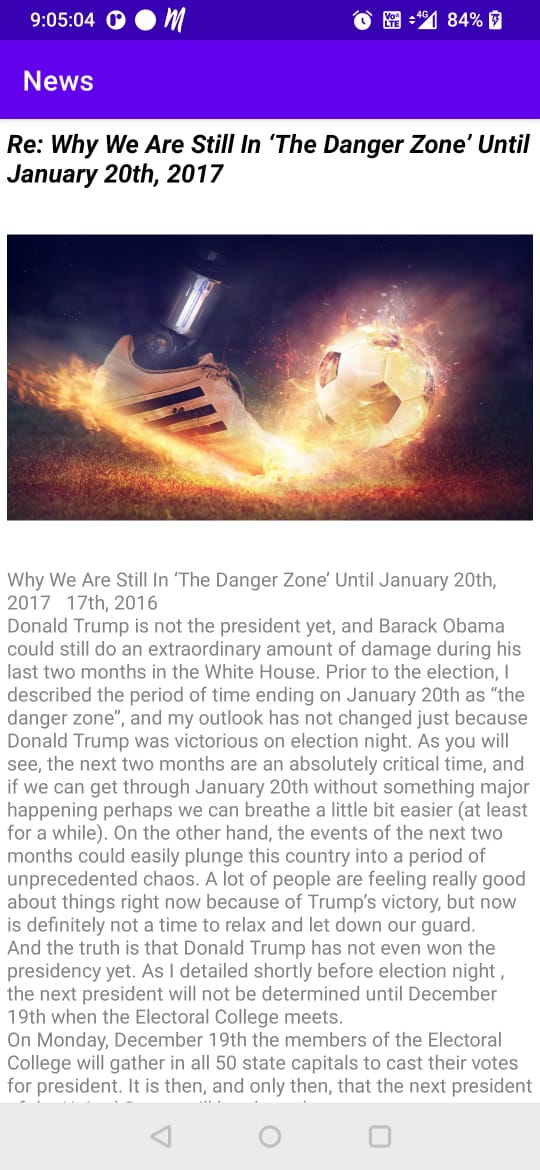 9:05:04 84%
News
Re: Why We Are Still In ‘The Danger Zone’ Until
January 20th, 2017
Why We Are Still In ‘The Danger Zone’ Until January 20th,
2017   17th, 2016
Donald Trump is not the president yet, and Barack Obama
could still do an extraordinary amount of damage during his
last two months in the White House. Prior to the election, I
described the period of time ending on January 20th as “the
danger zone”, and my outlook has not changed just because
Donald Trump was victorious on election night. As you will
see, the next two months are an absolutely critical time, and
if we can get through January 20th without something major
happening perhaps we can breathe a little bit easier (at least
for a while). On the other hand, the events of the next two
months could easily plunge this country into a period of
unprecedented chaos. A lot of people are feeling really good
about things right now because of Trump’s victory, but now
is definitely not a time to relax and let down our guard.
And the truth is that Donald Trump has not even won the
presidency yet. As I detailed shortly before election night ,
the next president will not be determined until December
19th when the Electoral College meets.
On Monday, December 19th the members of the Electoral
College will gather in all 50 state capitals to cast their votes
for president. It is then, and only then, that the next president